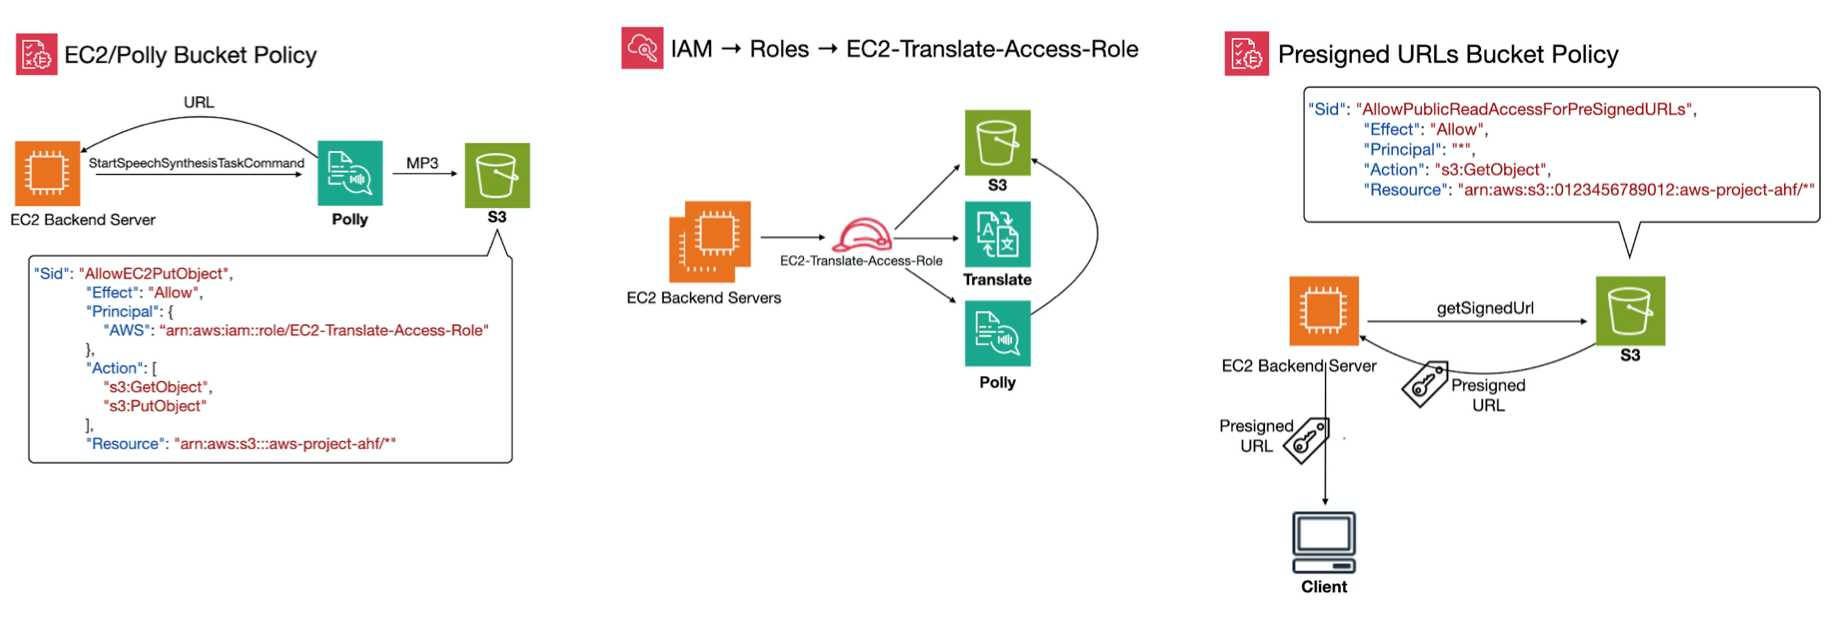 EC2/Polly Bucket Policy
URL
StartSpeechSynthesisTaskCommand
MP3
EC2 Backend Server
Polly
S3
"Sid": "AllowEC2PutObject",
"Effect": "Allow",
"Principal": {
"AWS": "arn:aws:iam::role/EC2-Translate-Access-Role"
},
"Action": [
"s3:GetObject",
"s3:PutObject"
],
"Resource": "arn:aws:s3:::aws-project-ahf/*"
IAM → Roles → EC2-Translate-Access-Role
S3
EC2-Translate-Access-Role
Translate
EC2 Backend Servers
Polly
Presigned URLs Bucket Policy
"Sid": "AllowPublicReadAccessForPreSignedURLs",
"Effect": "Allow",
"Principal": "*",
"Action": "s3:GetObject",
"Resource": "arn:aws:s3::0123456789012:aws-project-ahf/*"
getSignedUrl
S3
EC2 Backend Server
Presigned
URL
Presigned
URL
Client